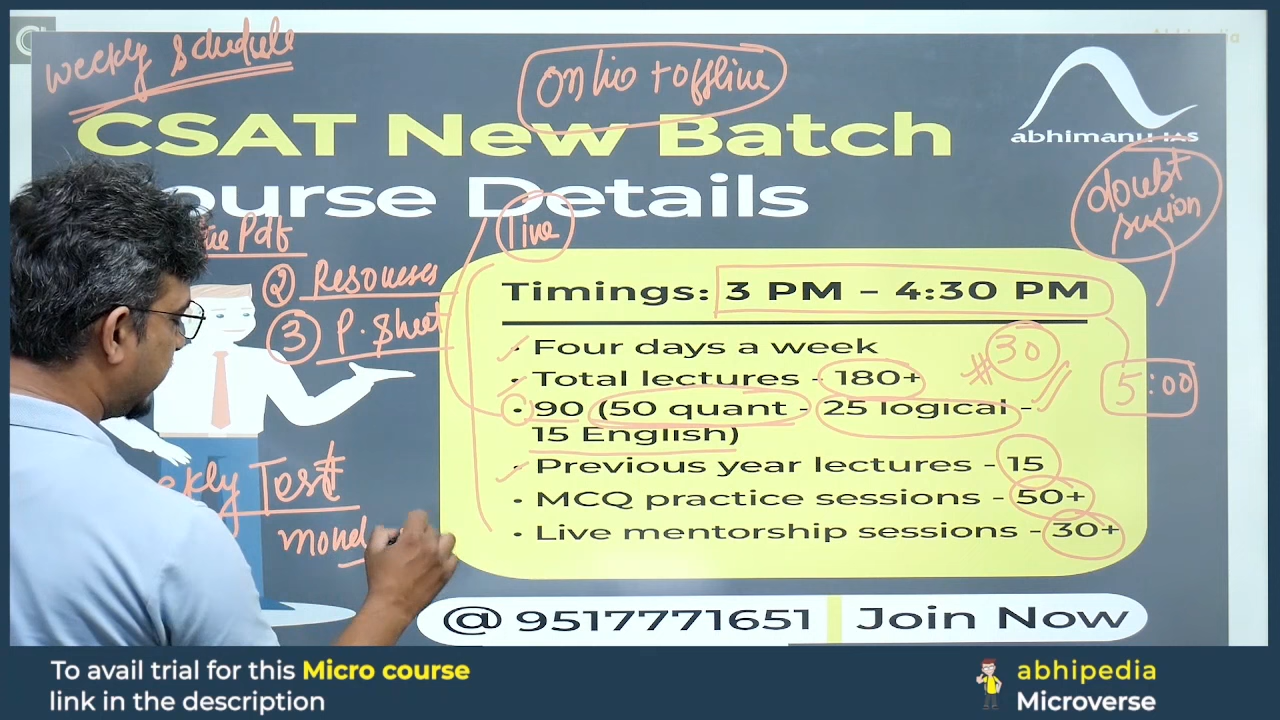 weekly Schedule
online + offline
CSAT New Batch
abhimanu IAS
ourse Details
doubt
session
live
Pdf
② Resources
③ P. Sheet
Timings: 3 PM – 4:30 PM
• Four days a week
# 30
• Total lectures - 180+
5:00
• 90 (50 quant - 25 logical -
15 English)
• Previous year lectures - 15
• MCQ practice sessions - 50+
• Live mentorship sessions - 30+
ekly Test
@ 9517771651 Join Now
To avail trial for this Micro course
link in the description
abhipedia
Microverse